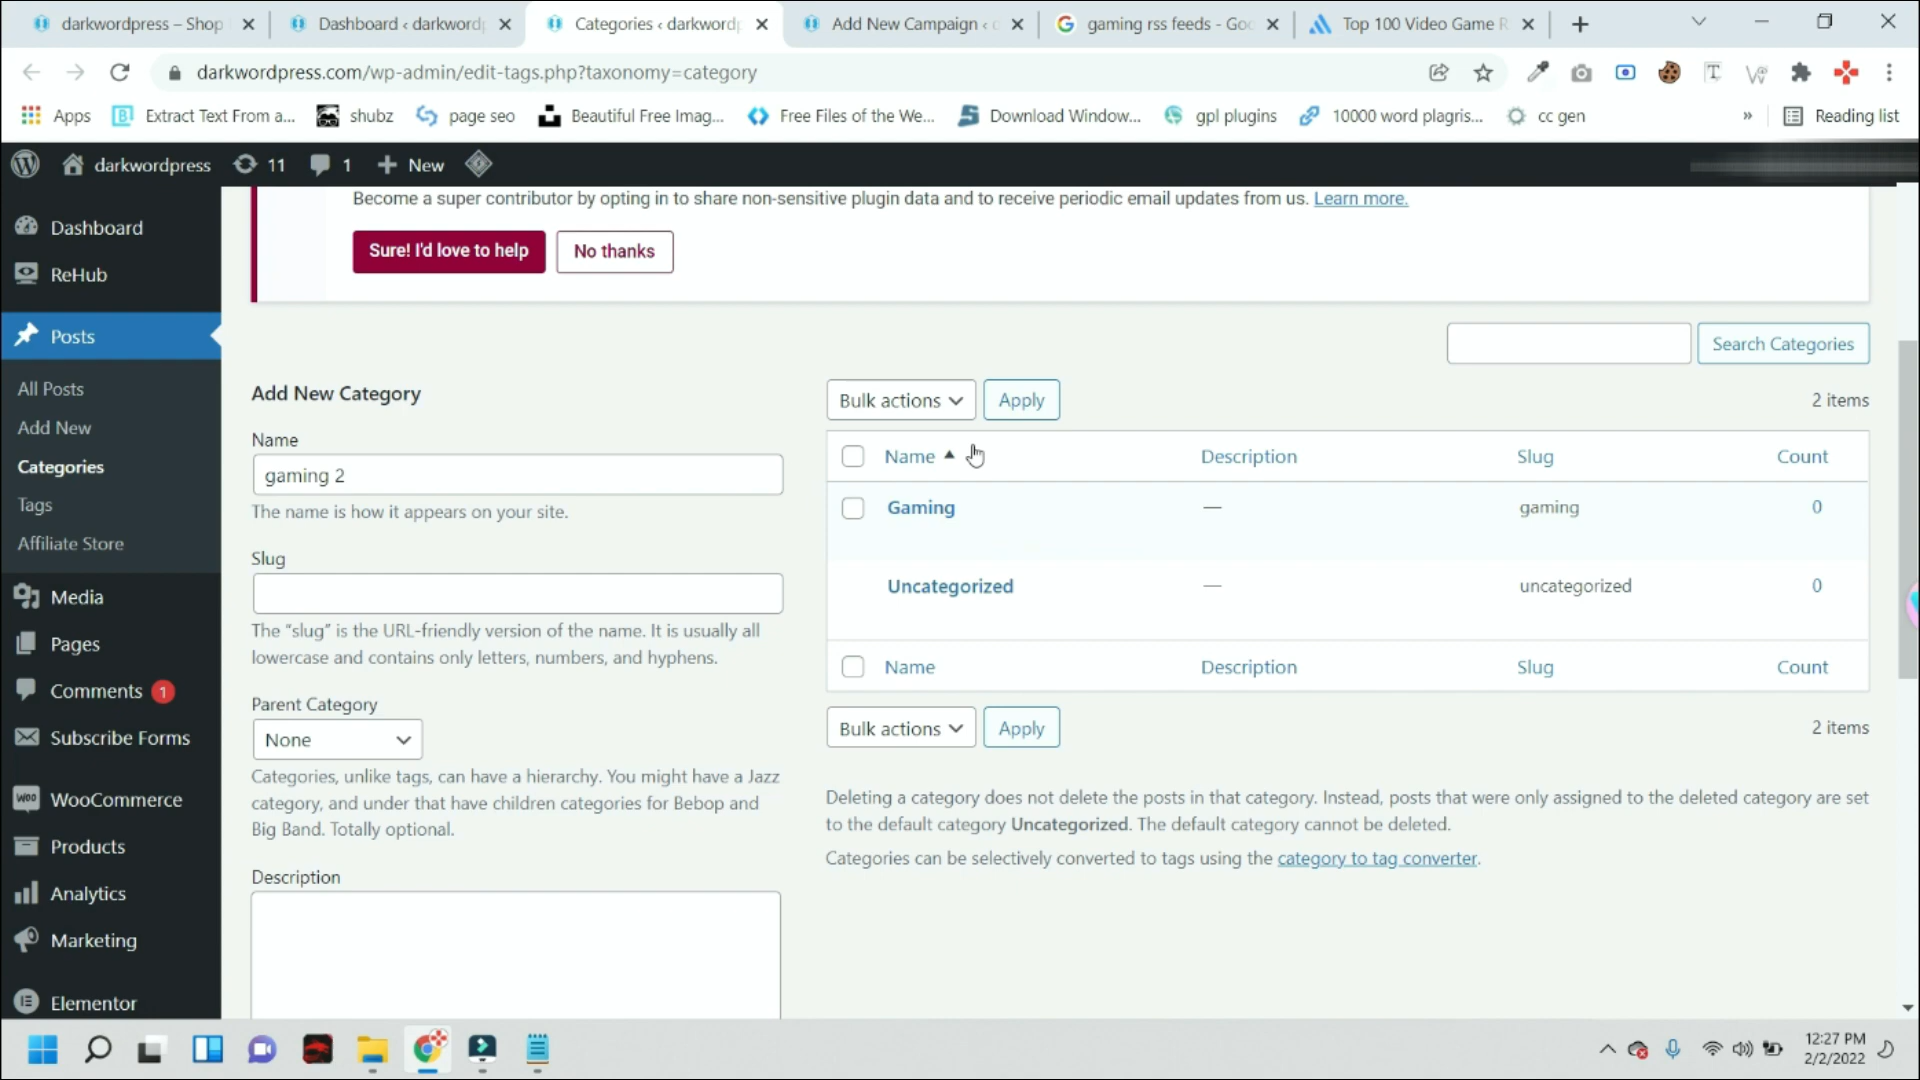 darkwordpress – Shop
Dashboard ‹ darkwordp
Categories ‹ darkwordp
Add New Campaign ‹ d
gaming rss feeds - Goo
Top 100 Video Game R
darkwordpress.com/wp-admin/edit-tags.php?taxonomy=category
Apps
Extract Text From a...
shubz
page seo
Beautiful Free Imag...
Free Files of the We...
Download Window...
gpl plugins
10000 word plagris...
cc gen
»
Reading list
darkwordpress
11
1
New
Become a super contributor by opting in to share non-sensitive plugin data and to receive periodic email updates from us. Learn more.
Sure! I'd love to help
No thanks
Dashboard
ReHub
Posts
All Posts
Add New
Categories
Tags
Affiliate Store
Media
Pages
Comments 1
Subscribe Forms
WooCommerce
Products
Analytics
Marketing
Elementor
Search Categories
Add New Category
Name
gaming 2
The name is how it appears on your site.
Slug
The “slug” is the URL-friendly version of the name. It is usually all
lowercase and contains only letters, numbers, and hyphens.
Parent Category
None
Categories, unlike tags, can have a hierarchy. You might have a Jazz
category, and under that have children categories for Bebop and
Big Band. Totally optional.
Description
Bulk actions
Apply
2 items
Name Description Slug Count
Gaming — gaming 0
Uncategorized — uncategorized 0
Name Description Slug Count
Bulk actions
Apply
2 items
Deleting a category does not delete the posts in that category. Instead, posts that were only assigned to the deleted category are set
to the default category Uncategorized. The default category cannot be deleted.
Categories can be selectively converted to tags using the category to tag converter.
12:27 PM
2/2/2022